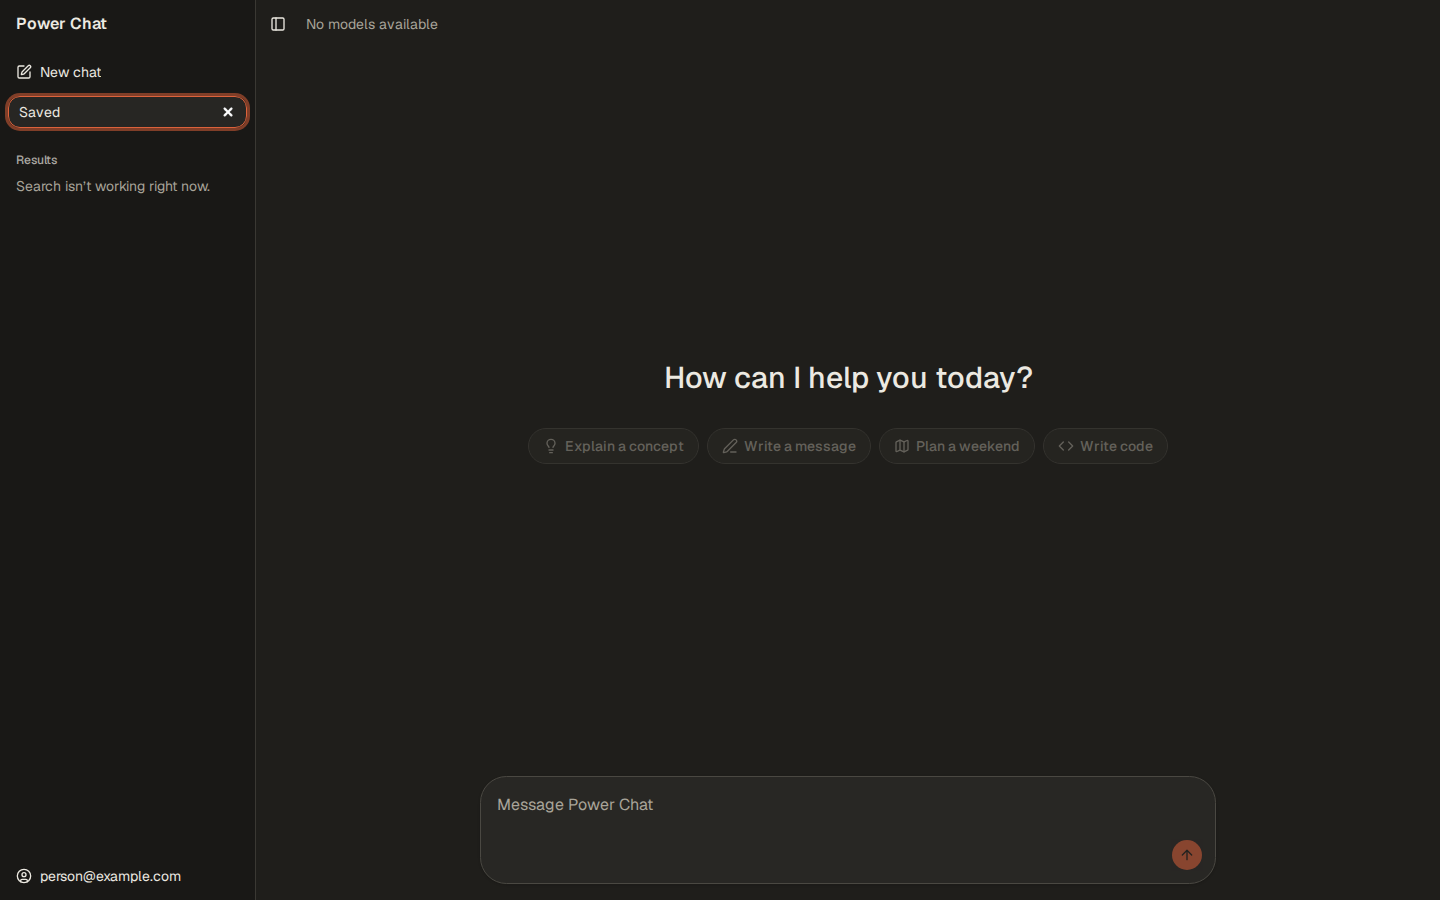 Power Chat
No models available
New chat
Saved
Results
Search isn't working right now.
How can I help you today?
Explain a concept
Write a message
Plan a weekend
Write code
Message Power Chat
person@example.com